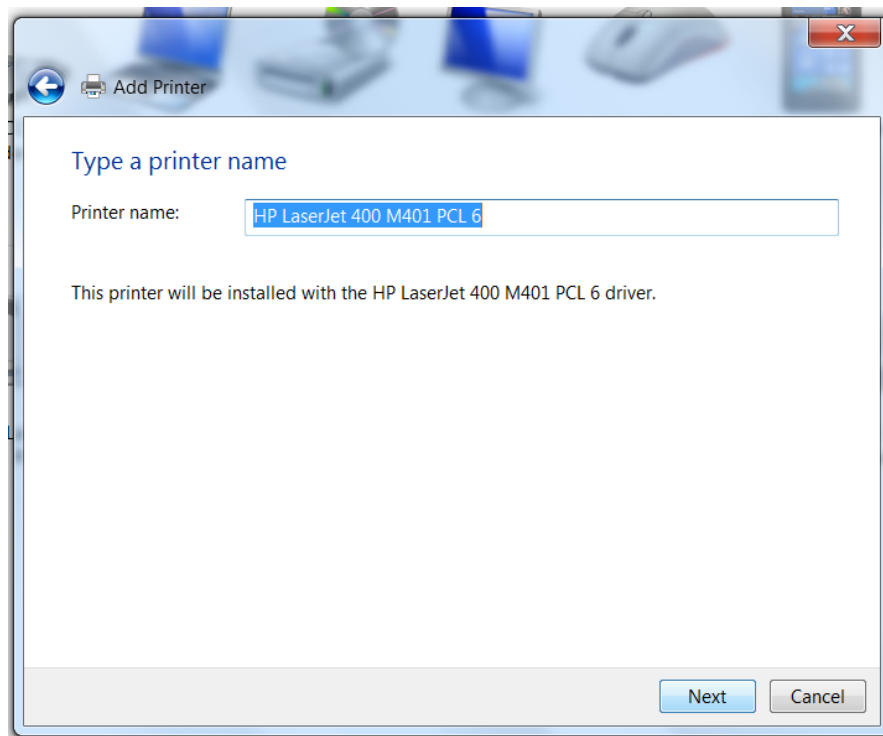 Add Printer
Type a printer name
Printer name: HP LaserJet 400 M401 PCL 6
This printer will be installed with the HP LaserJet 400 M401 PCL 6 driver.
Next Cancel